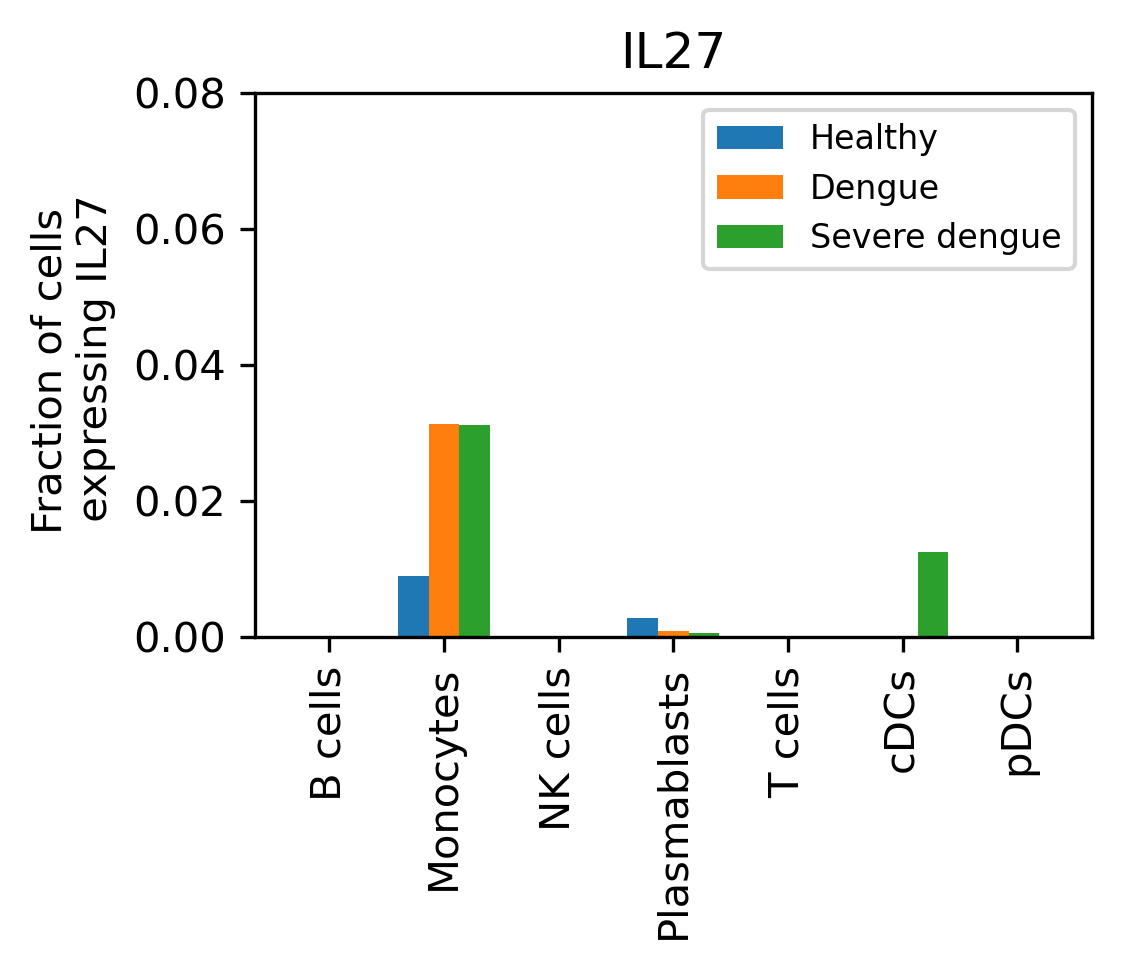 IL27
Fraction of cells
expressing IL27
0.08
0.06
0.04
0.02
0.00
Healthy
Dengue
Severe dengue
B cells
Monocytes
NK cells
Plasmablasts
T cells
cDCs
pDCs